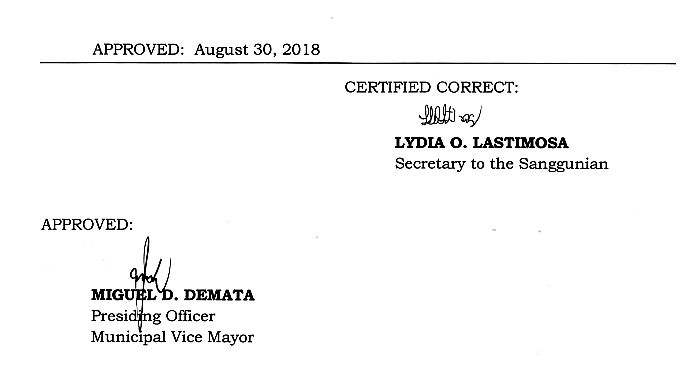 APPROVED: August 30, 2018
CERTIFIED CORRECT:
LYDIA O. LASTIMOSA
Secretary to the Sanggunian
APPROVED:
MIGUEL D. DEMATA
Presiding Officer
Municipal Vice Mayor